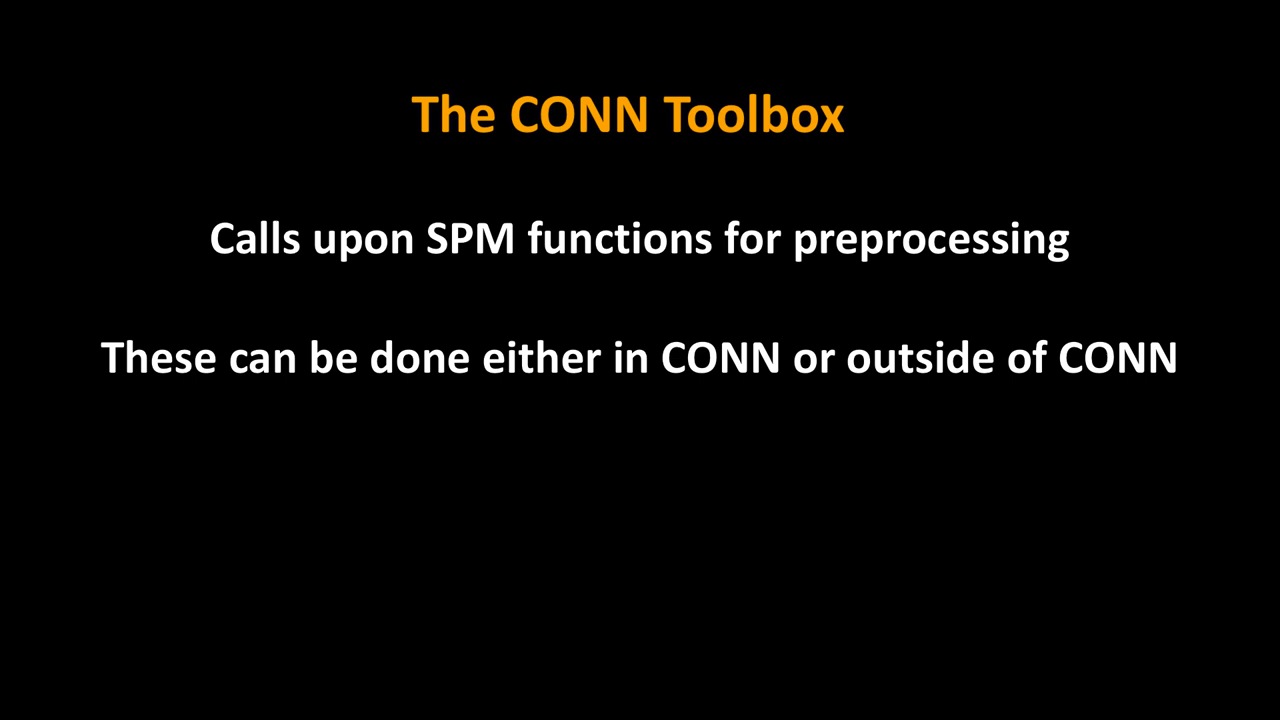 The CONN Toolbox
Calls upon SPM functions for preprocessing
These can be done either in CONN or outside of CONN